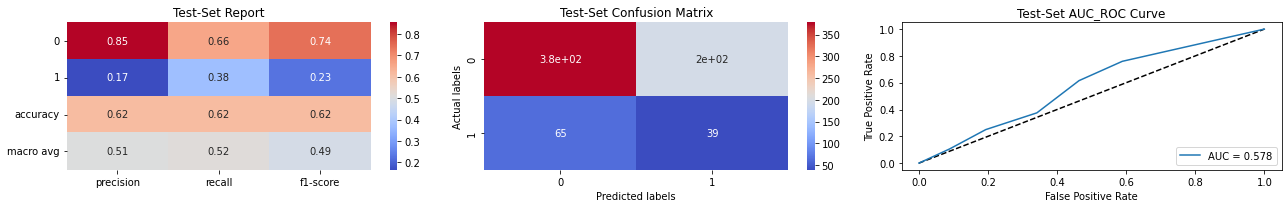 Test-Set Report
0 0.85 0.66 0.74
1 0.17 0.38 0.23
accuracy 0.62 0.62 0.62
macro avg 0.51 0.52 0.49
precision recall f1-score
0.8
0.7
0.6
0.5
0.4
0.3
0.2
Test-Set Confusion Matrix
Actual labels
0 3.8e+02 2e+02
1 65 39
0 1
Predicted labels
350
300
250
200
150
100
50
Test-Set AUC_ROC Curve
True Positive Rate
1.0
0.8
0.6
0.4
0.2
0.0
AUC = 0.578
0.0 0.2 0.4 0.6 0.8 1.0
False Positive Rate